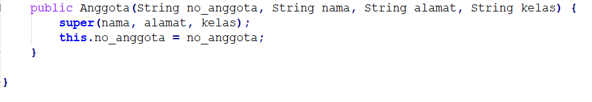 public Anggota(String no_anggota, String nama, String alamat, String kelas) {
super(nama, alamat, kelas);
this.no_anggota = no_anggota;
}
}